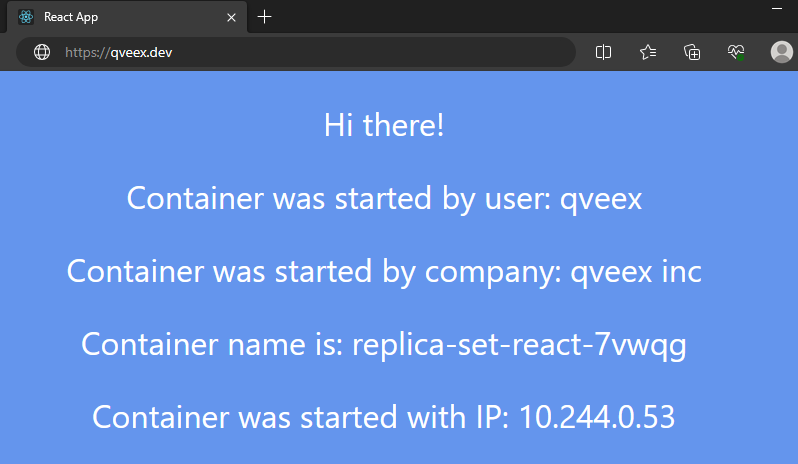 React App
https://qveex.dev
Hi there!
Container was started by user: qveex
Container was started by company: qveex inc
Container name is: replica-set-react-7vwqg
Container was started with IP: 10.244.0.53